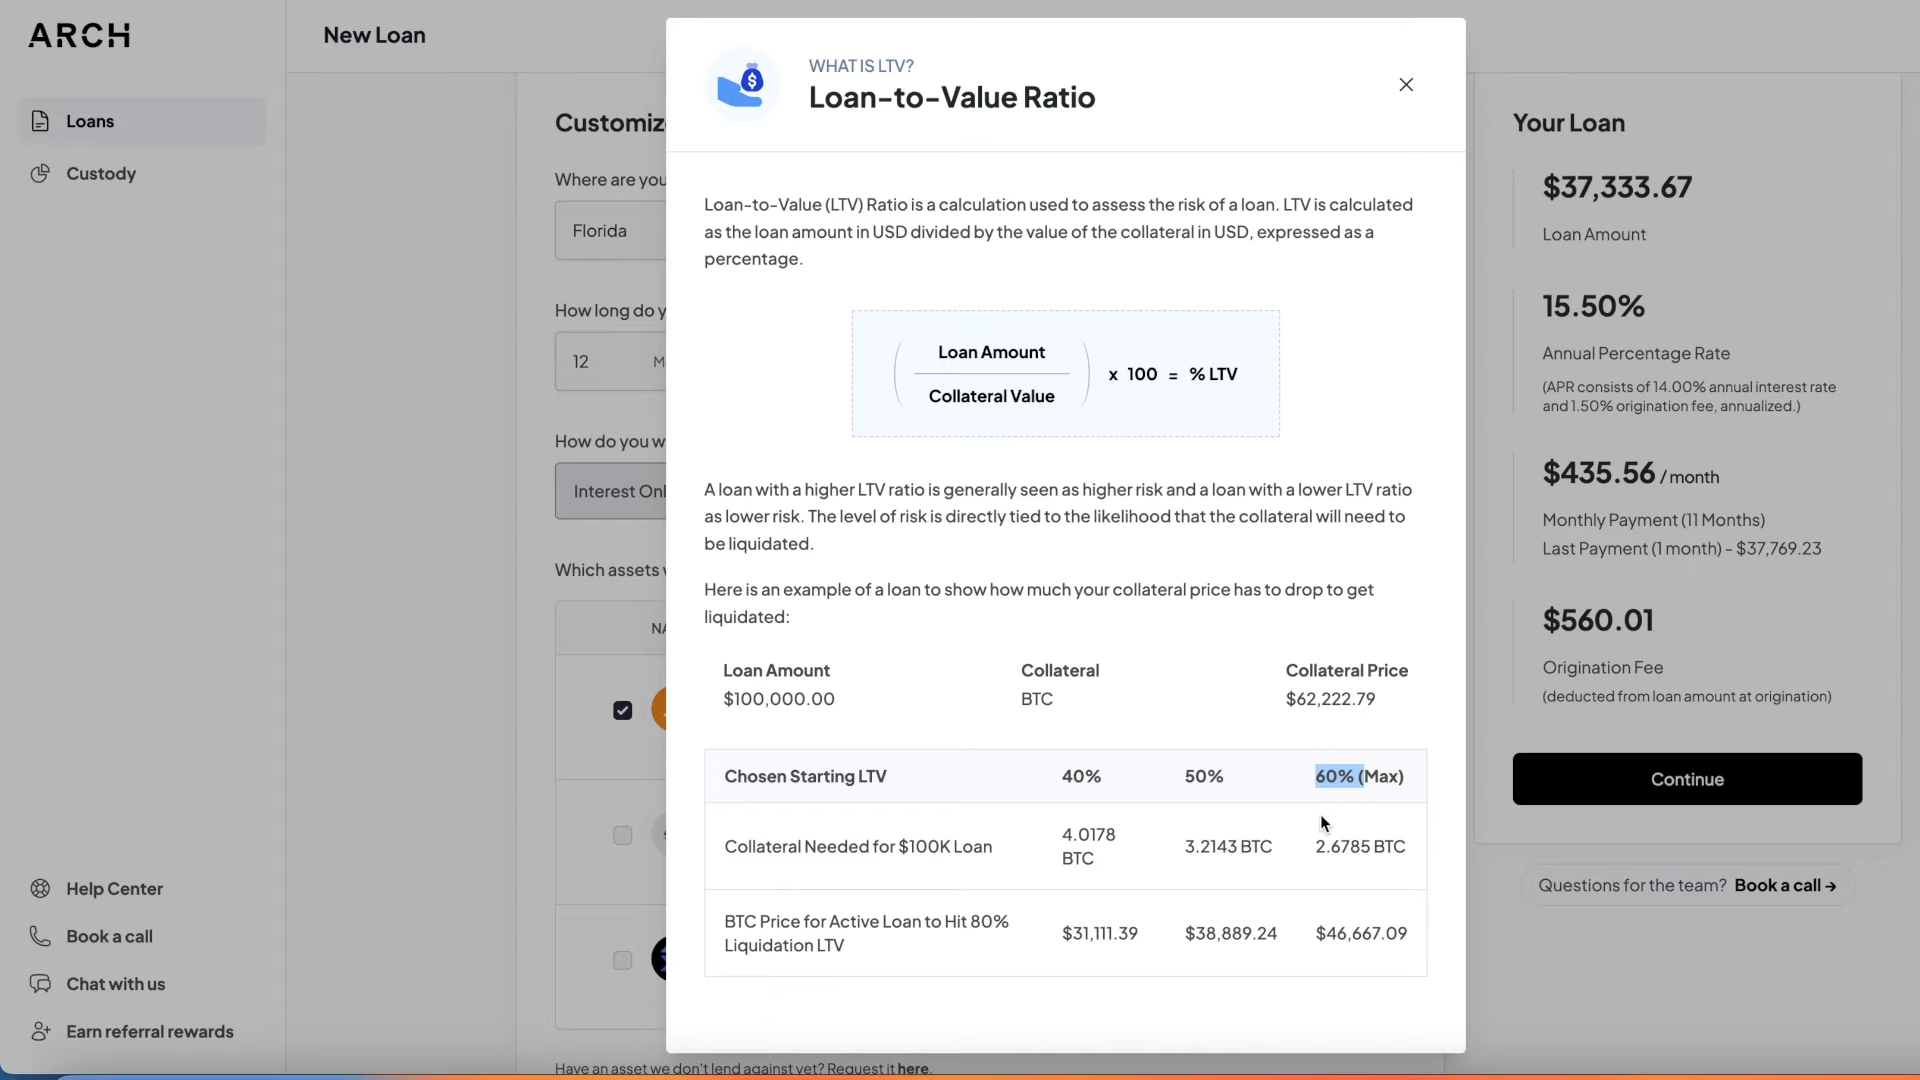 ARCH
Loans
Custody
Help Center
Book a call
Chat with us
Earn referral rewards
New Loan
Customiz
Where are you
Florida
How long do y
12
How do you w
Interest Onl
Which assets
Have an asset we don't lend against yet? Request it here.
WHAT IS LTV?
Loan-to-Value Ratio
Loan-to-Value (LTV) Ratio is a calculation used to assess the risk of a loan. LTV is calculated
as the loan amount in USD divided by the value of the collateral in USD, expressed as a
percentage.
Loan Amount
Collateral Value
x 100 = % LTV
A loan with a higher LTV ratio is generally seen as higher risk and a loan with a lower LTV ratio
as lower risk. The level of risk is directly tied to the likelihood that the collateral will need to
be liquidated.
Here is an example of a loan to show how much your collateral price has to drop to get
liquidated:
Loan Amount Collateral Collateral Price
$100,000.00 BTC $62,222.79
Chosen Starting LTV 40% 50% 60% (Max)
Collateral Needed for $100K Loan 4.0178 BTC 3.2143 BTC 2.6785 BTC
BTC Price for Active Loan to Hit 80%
Liquidation LTV $31,111.39 $38,889.24 $46,667.09
Your Loan
$37,333.67
Loan Amount
15.50%
Annual Percentage Rate
(APR consists of 14.00% annual interest rate
and 1.50% origination fee, annualized.)
$435.56 / month
Monthly Payment (11 Months)
Last Payment (1 month) - $37,769.23
$560.01
Origination Fee
(deducted from loan amount at origination)
Continue
Questions for the team? Book a call →